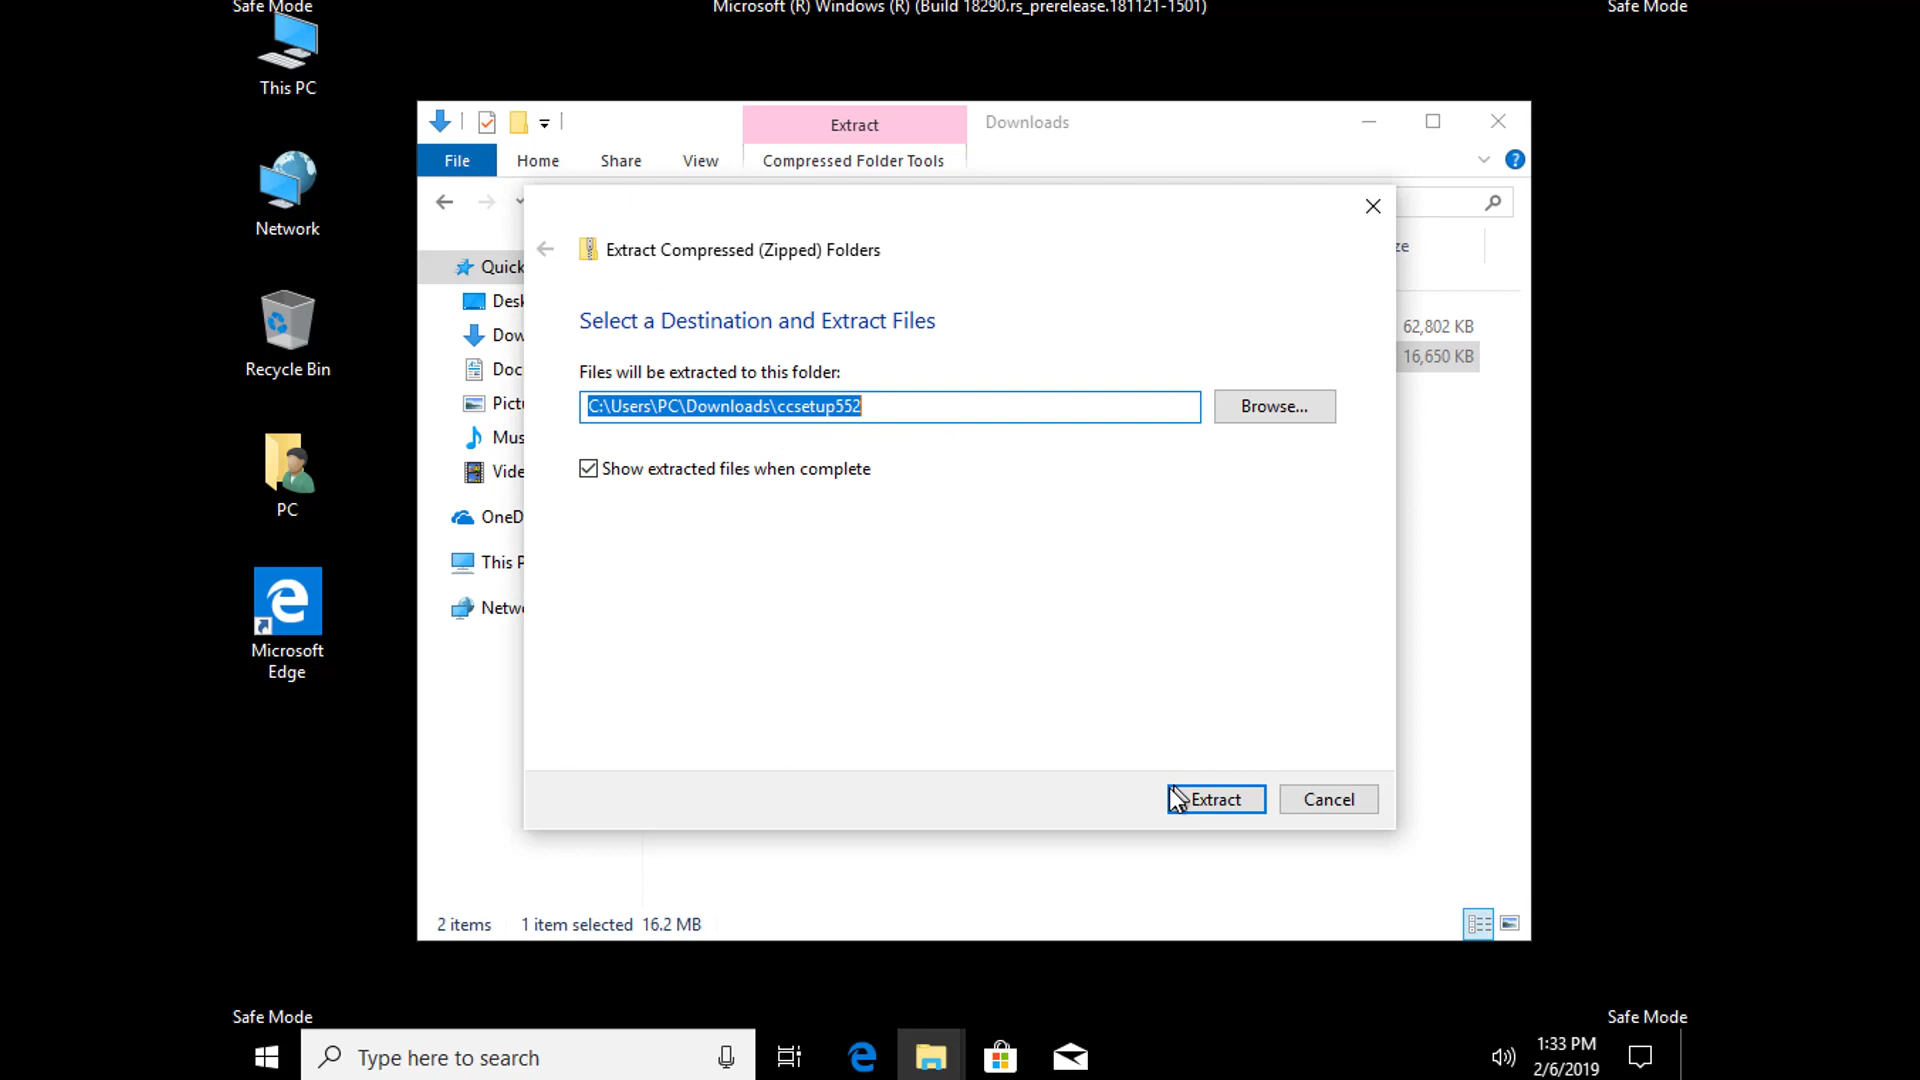 Safe Mode
Microsoft (R) Windows (R) (Build 18290.rs_prerelease.181121-1501)
Safe Mode
This PC
Network
Recycle Bin
PC
Microsoft
Edge
Extract
Downloads
File
Home
Share
View
Compressed Folder Tools
Quick
Desk
Dow
Doc
Pict
Mus
Vide
OneD
This P
Netw
ze
62,802 KB
16,650 KB
Extract Compressed (Zipped) Folders
Select a Destination and Extract Files
Files will be extracted to this folder:
C:\Users\PC\Downloads\ccsetup552
Browse...
Show extracted files when complete
Extract
Cancel
2 items
1 item selected
16.2 MB
Safe Mode
Safe Mode
Type here to search
1:33 PM
2/6/2019